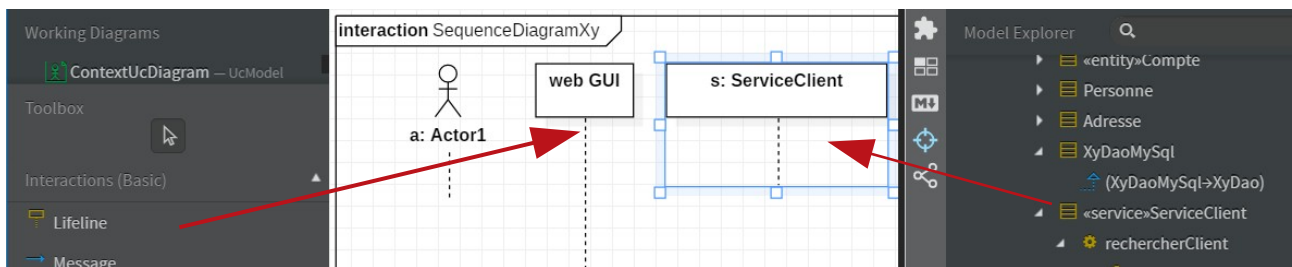 Working Diagrams
ContextUcDiagram — UcModel
Toolbox
Interactions (Basic)
Lifeline
Message
interaction SequenceDiagramXy
a: Actor1
web GUI
s: ServiceClient
M
Model Explorer
«entity»Compte
Personne
Adresse
XyDaoMySql
(XyDaoMySql→XyDao)
«service»ServiceClient
rechercherClient